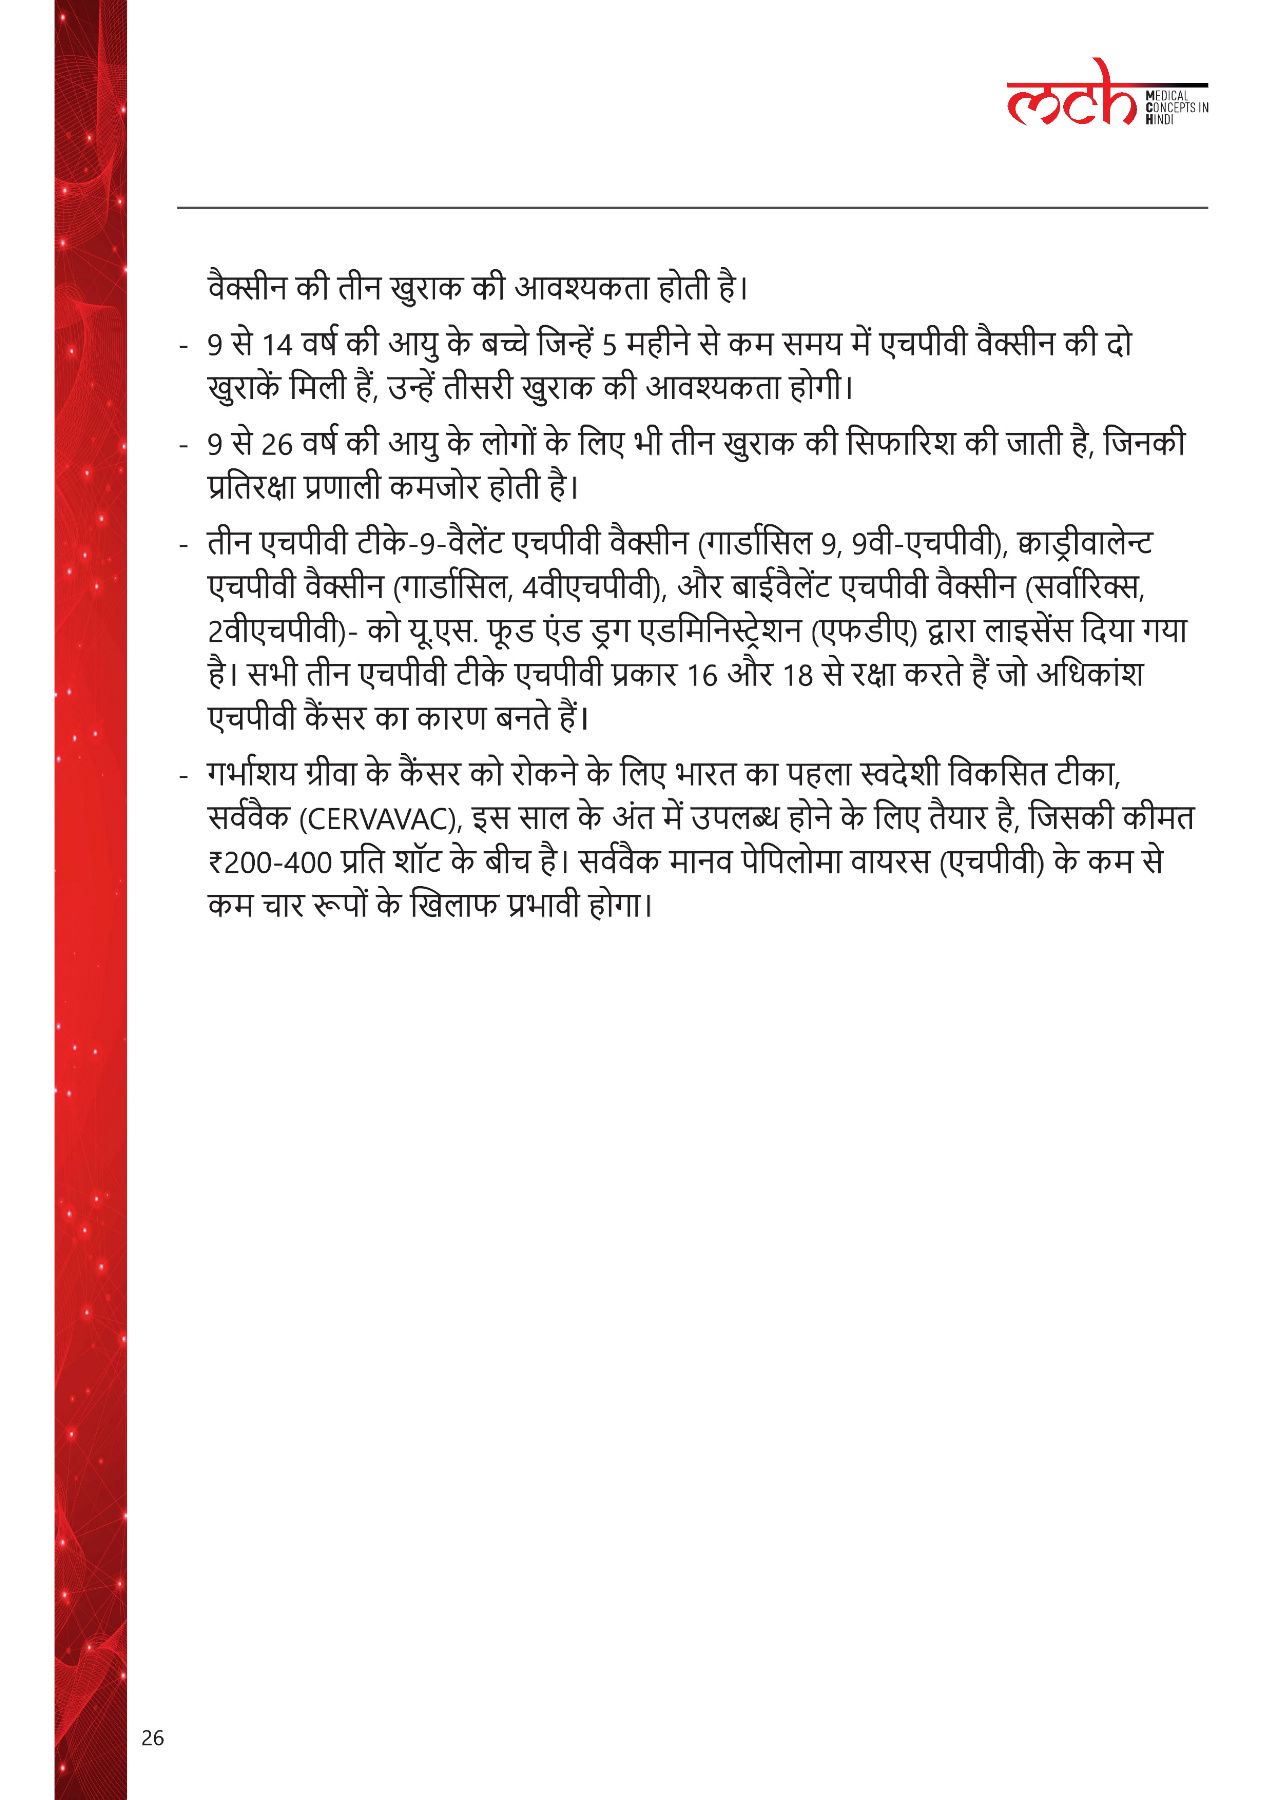 mch MEDICAL
CONCEPTS IN
HINDI
वैक्सीन की तीन खुराक की आवश्यकता होती है।
- 9 से 14 वर्ष की आयु के बच्चे जिन्हें 5 महीने से कम समय में एचपीवी वैक्सीन की दो
खुराकें मिली हैं, उन्हें तीसरी खुराक की आवश्यकता होगी।
- 9 से 26 वर्ष की आयु के लोगों के लिए भी तीन खुराक की सिफारिश की जाती है, जिनकी
प्रतिरक्षा प्रणाली कमजोर होती है।
- तीन एचपीवी टीके-9-वैलेंट एचपीवी वैक्सीन (गार्डासिल 9, 9वी-एचपीवी), क्वाड्रीवालेन्ट
एचपीवी वैक्सीन (गार्डासिल, 4वीएचपीवी), और बाईवैलेंट एचपीवी वैक्सीन (सर्वारिक्स,
2वीएचपीवी)- को यू.एस. फूड एंड ड्रग एडमिनिस्ट्रेशन (एफडीए) द्वारा लाइसेंस दिया गया
है। सभी तीन एचपीवी टीके एचपीवी प्रकार 16 और 18 से रक्षा करते हैं जो अधिकांश
एचपीवी कैंसर का कारण बनते हैं।
- गर्भाशय ग्रीवा के कैंसर को रोकने के लिए भारत का पहला स्वदेशी विकसित टीका,
सर्ववैक (CERVAVAC), इस साल के अंत में उपलब्ध होने के लिए तैयार है, जिसकी कीमत
₹200-400 प्रति शॉट के बीच है। सर्ववैक मानव पेपिलोमा वायरस (एचपीवी) के कम से
कम चार रूपों के खिलाफ प्रभावी होगा।
26